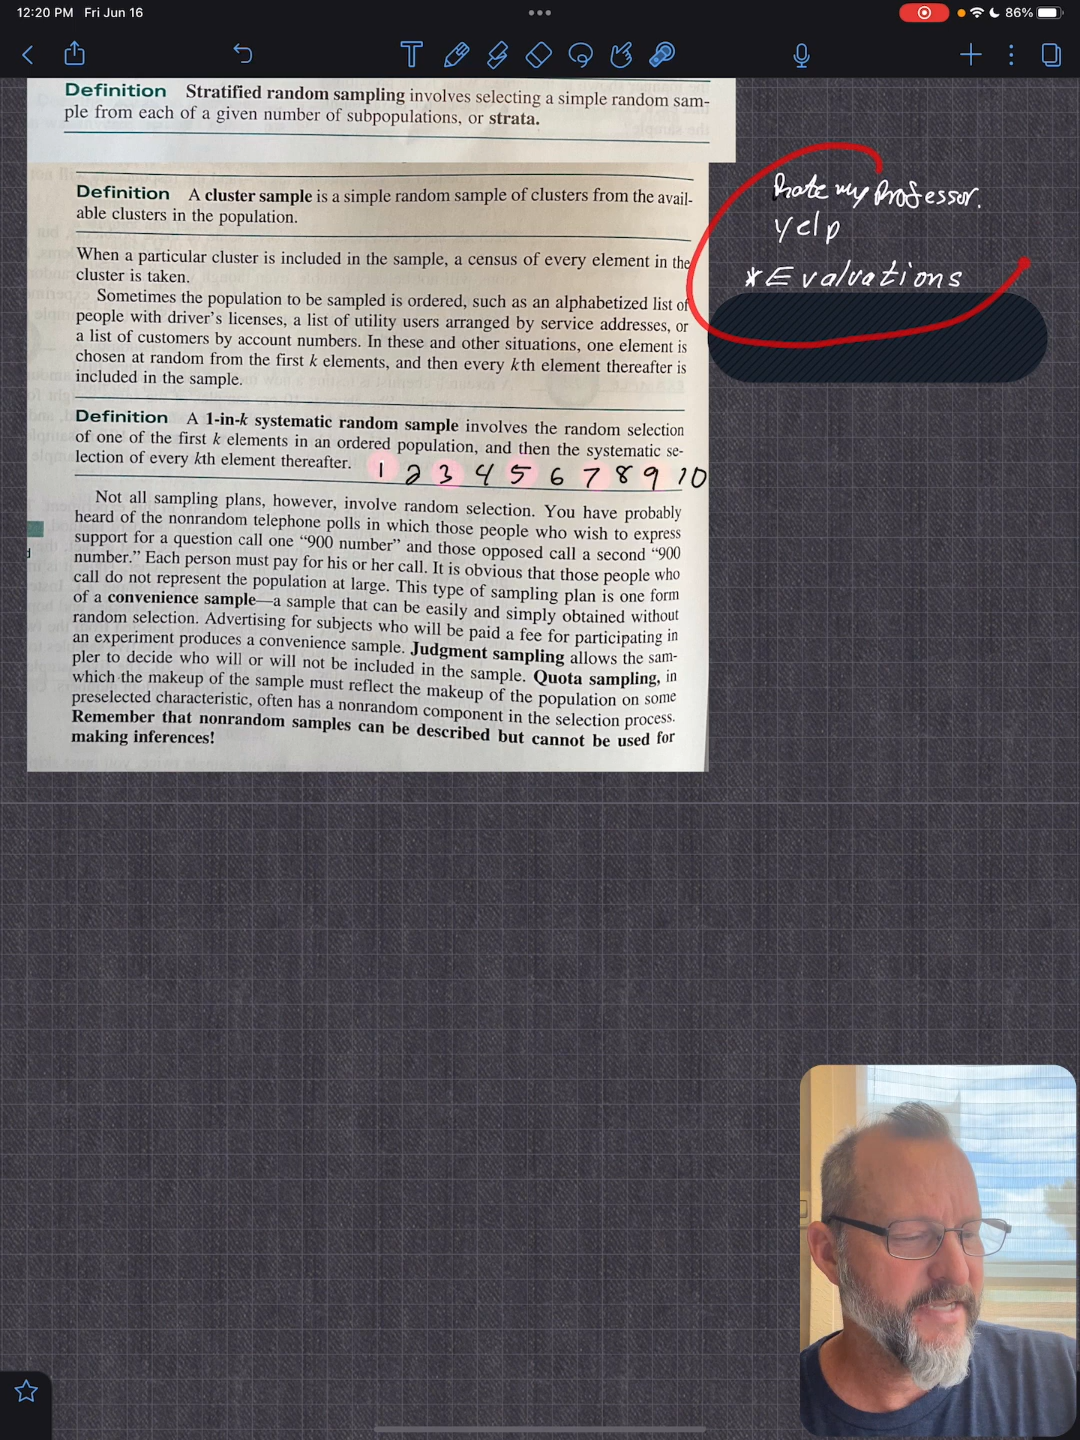 12:20 PM Fri Jun 16
86%
Definition Stratified random sampling involves selecting a simple random sam-
ple from each of a given number of subpopulations, or strata.
Definition A cluster sample is a simple random sample of clusters from the avail-
able clusters in the population.
When a particular cluster is included in the sample, a census of every element in the
cluster is taken.
Sometimes the population to be sampled is ordered, such as an alphabetized list of
people with driver's licenses, a list of utility users arranged by service addresses, or
a list of customers by account numbers. In these and other situations, one element is
chosen at random from the first k elements, and then every kth element thereafter is
included in the sample.
Definition A 1-in-k systematic random sample involves the random selection
of one of the first k elements in an ordered population, and then the systematic se-
lection of every kth element thereafter.
1 2 3 4 5 6 7 8 9 10
Not all sampling plans, however, involve random selection. You have probably
heard of the nonrandom telephone polls in which those people who wish to express
support for a question call one "900 number" and those opposed call a second "900
number." Each person must pay for his or her call. It is obvious that those people who
call do not represent the population at large. This type of sampling plan is one form
of a convenience sample—a sample that can be easily and simply obtained without
random selection. Advertising for subjects who will be paid a fee for participating in
an experiment produces a convenience sample. Judgment sampling allows the sam-
pler to decide who will or will not be included in the sample. Quota sampling, in
which the makeup of the sample must reflect the makeup of the population on some
preselected characteristic, often has a nonrandom component in the selection process.
Remember that nonrandom samples can be described but cannot be used for
making inferences!
Rate my Professor.
yelp
*Evaluations